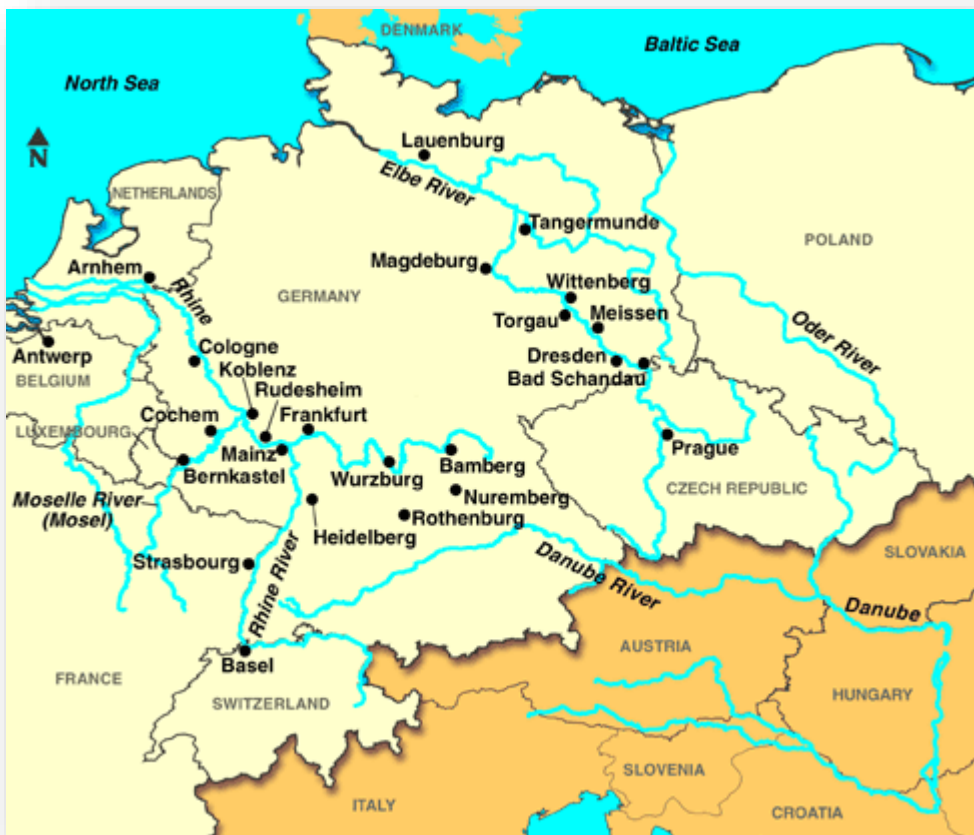 DENMARK
Baltic Sea
North Sea
N
Lauenburg
Elbe River
NETHERLANDS
Tangermunde
POLAND
Arnhem
Rhine
Magdeburg
GERMANY
Wittenberg
Torgau
Meissen
Oder River
Antwerp
BELGIUM
Cologne
Koblenz
Rudesheim
Frankfurt
Dresden
Bad Schandau
Cochem
LUXEMBOURG
Mainz
Bernkastel
Wurzburg
Bamberg
Prague
CZECH REPUBLIC
Moselle River
(Mosel)
Nuremberg
Rothenburg
Heidelberg
Strasbourg
Rhine River
Danube River
SLOVAKIA
Danube
Basel
AUSTRIA
FRANCE
SWITZERLAND
HUNGARY
SLOVENIA
ITALY
CROATIA